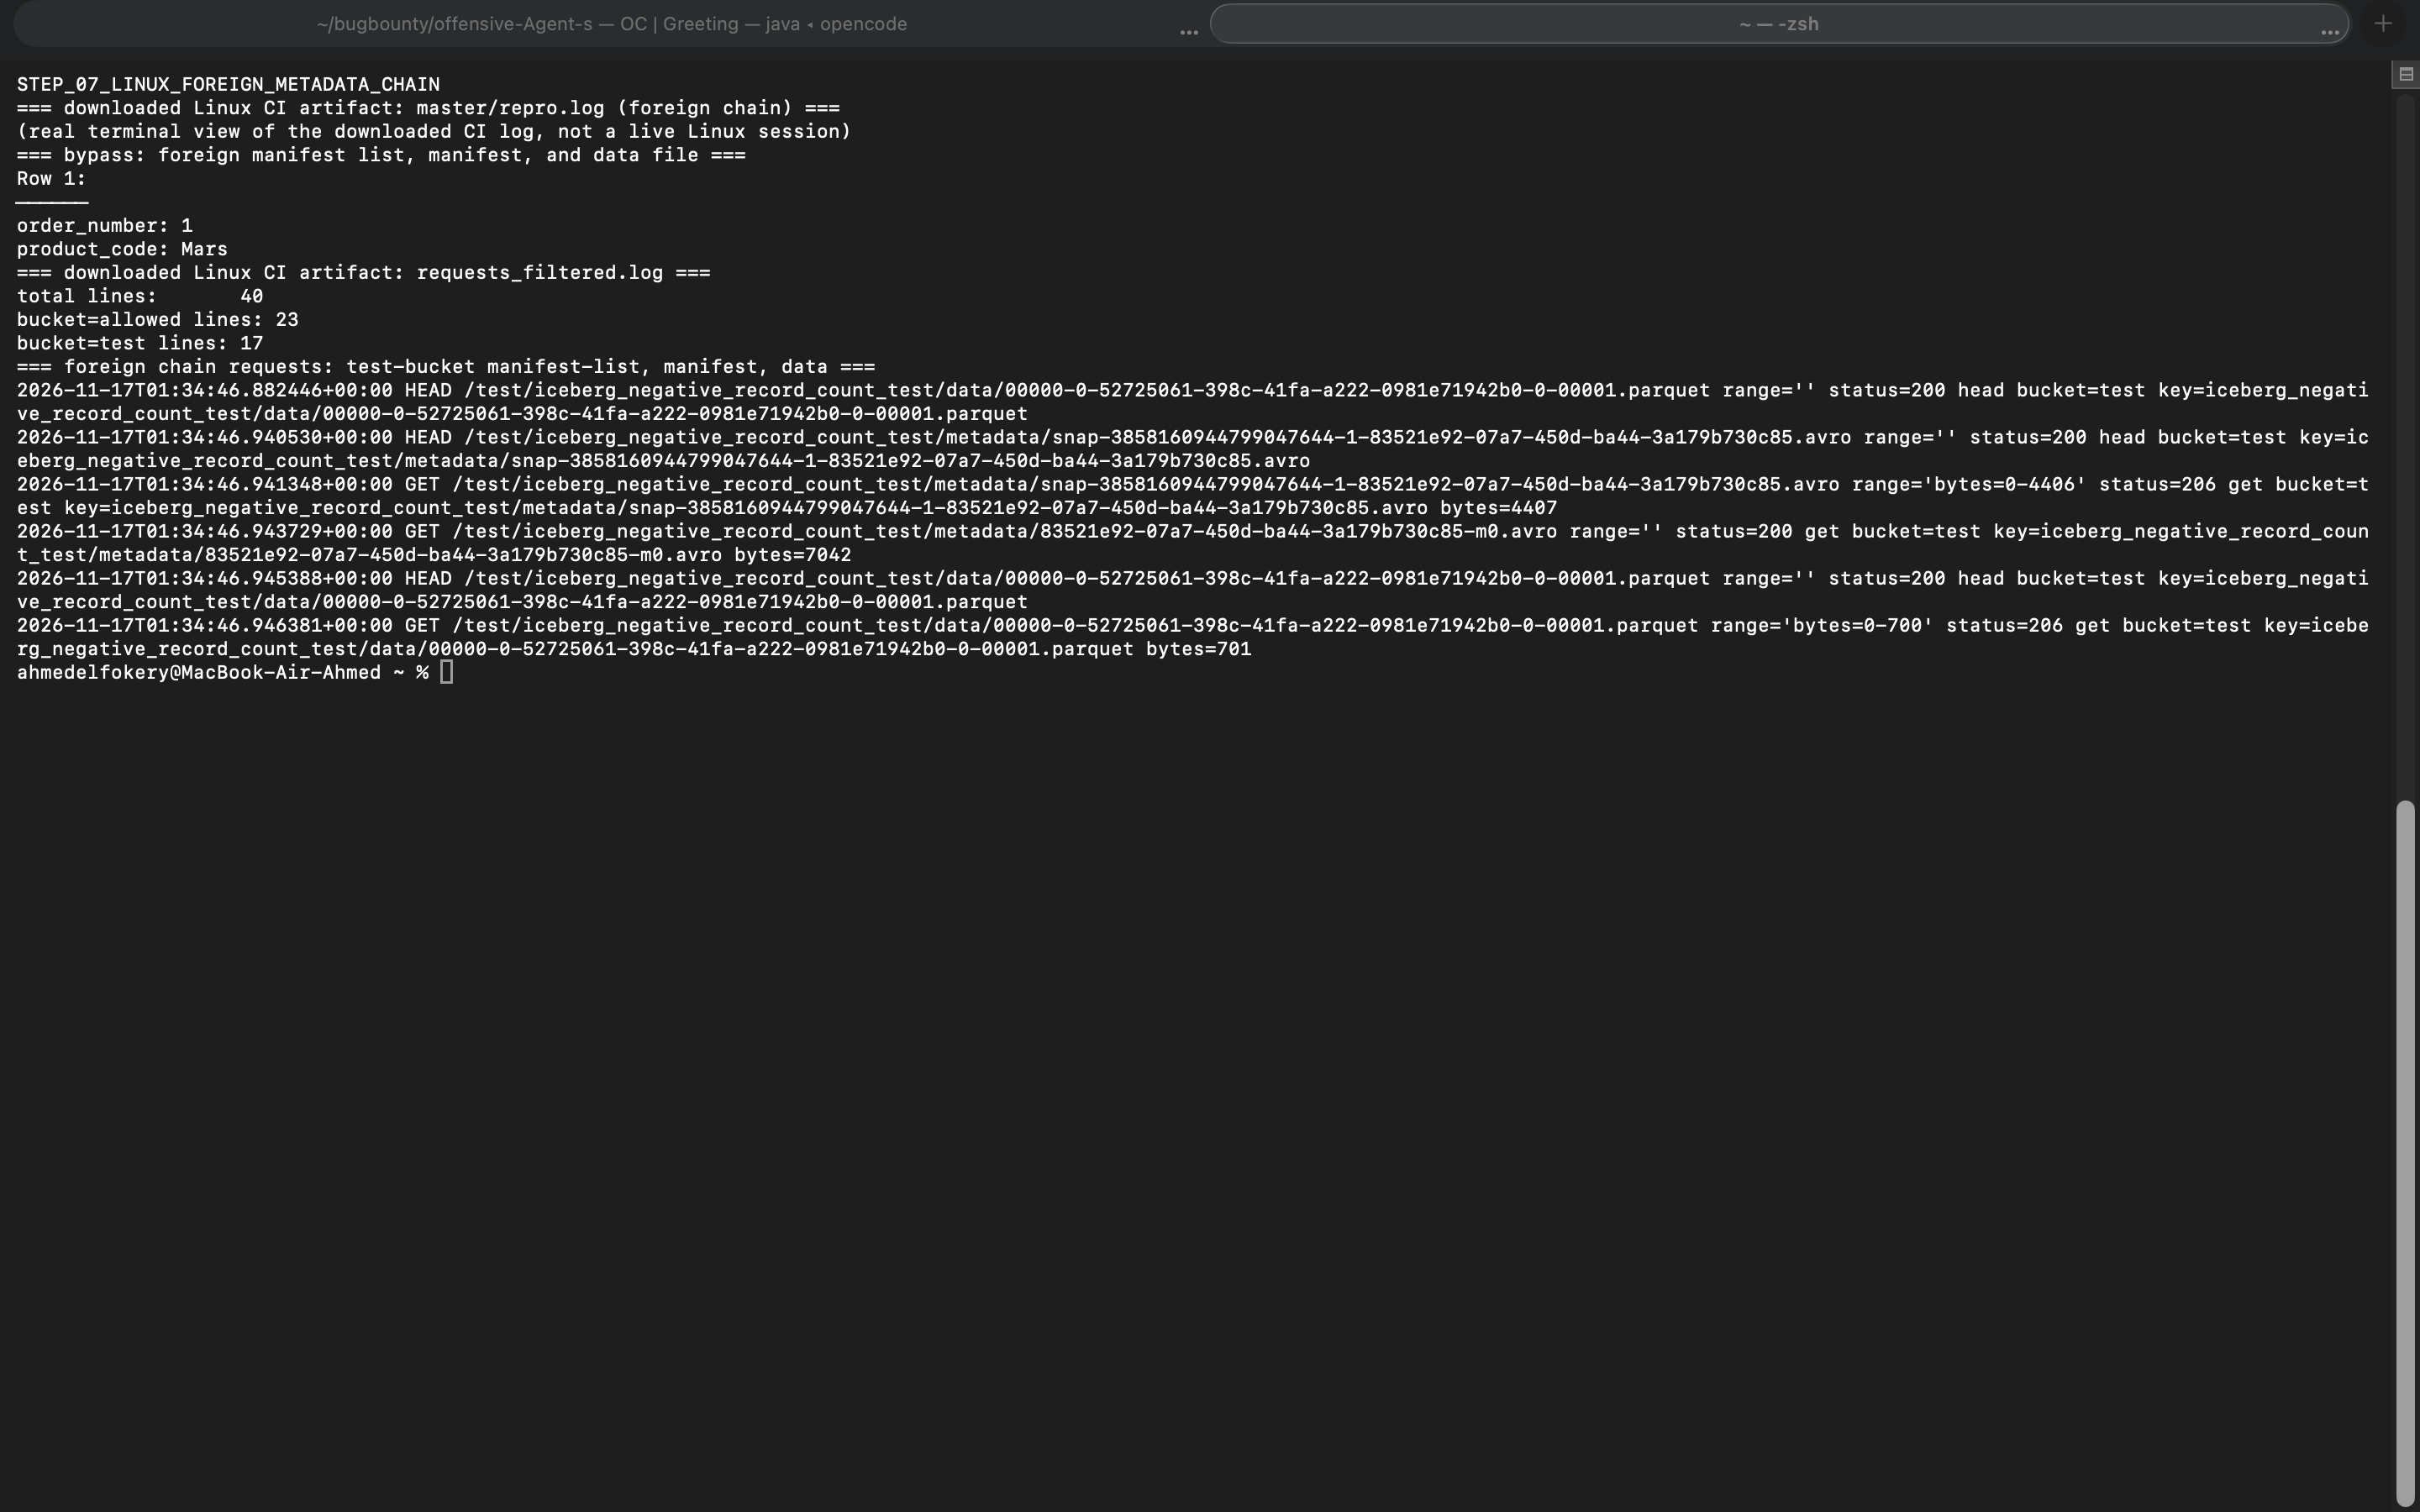 ~/bugbounty/offensive-Agent-s — OC | Greeting — java ◂ opencode
...
~ — -zsh
...
+
STEP_07_LINUX_FOREIGN_METADATA_CHAIN
=== downloaded Linux CI artifact: master/repro.log (foreign chain) ===
(real terminal view of the downloaded CI log, not a live Linux session)
=== bypass: foreign manifest list, manifest, and data file ===
Row 1:
──────
order_number: 1
product_code: Mars
=== downloaded Linux CI artifact: requests_filtered.log ===
total lines:       40
bucket=allowed lines: 23
bucket=test lines: 17
=== foreign chain requests: test-bucket manifest-list, manifest, data ===
2026-11-17T01:34:46.882446+00:00 HEAD /test/iceberg_negative_record_count_test/data/00000-0-52725061-398c-41fa-a222-0981e71942b0-0-00001.parquet range='' status=200 head bucket=test key=iceberg_negati
ve_record_count_test/data/00000-0-52725061-398c-41fa-a222-0981e71942b0-0-00001.parquet
2026-11-17T01:34:46.940530+00:00 HEAD /test/iceberg_negative_record_count_test/metadata/snap-3858160944799047644-1-83521e92-07a7-450d-ba44-3a179b730c85.avro range='' status=200 head bucket=test key=ic
eberg_negative_record_count_test/metadata/snap-3858160944799047644-1-83521e92-07a7-450d-ba44-3a179b730c85.avro
2026-11-17T01:34:46.941348+00:00 GET /test/iceberg_negative_record_count_test/metadata/snap-3858160944799047644-1-83521e92-07a7-450d-ba44-3a179b730c85.avro range='bytes=0-4406' status=206 get bucket=t
est key=iceberg_negative_record_count_test/metadata/snap-3858160944799047644-1-83521e92-07a7-450d-ba44-3a179b730c85.avro bytes=4407
2026-11-17T01:34:46.943729+00:00 GET /test/iceberg_negative_record_count_test/metadata/83521e92-07a7-450d-ba44-3a179b730c85-m0.avro range='' status=200 get bucket=test key=iceberg_negative_record_coun
t_test/metadata/83521e92-07a7-450d-ba44-3a179b730c85-m0.avro bytes=7042
2026-11-17T01:34:46.945388+00:00 HEAD /test/iceberg_negative_record_count_test/data/00000-0-52725061-398c-41fa-a222-0981e71942b0-0-00001.parquet range='' status=200 head bucket=test key=iceberg_negati
ve_record_count_test/data/00000-0-52725061-398c-41fa-a222-0981e71942b0-0-00001.parquet
2026-11-17T01:34:46.946381+00:00 GET /test/iceberg_negative_record_count_test/data/00000-0-52725061-398c-41fa-a222-0981e71942b0-0-00001.parquet range='bytes=0-700' status=206 get bucket=test key=icebe
rg_negative_record_count_test/data/00000-0-52725061-398c-41fa-a222-0981e71942b0-0-00001.parquet bytes=701
ahmedelfokery@MacBook-Air-Ahmed ~ %